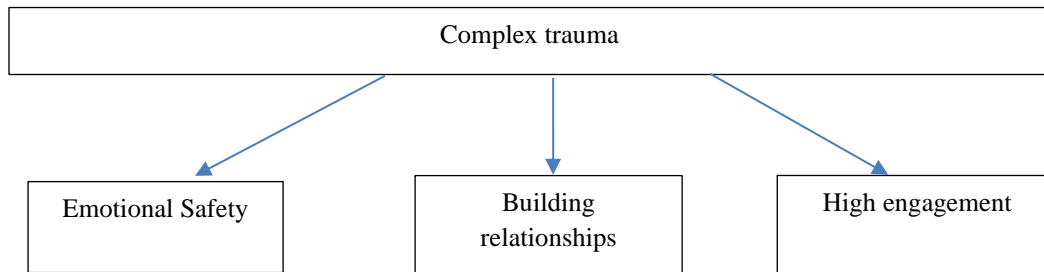 Complex trauma
Emotional Safety
Building
relationships
High engagement